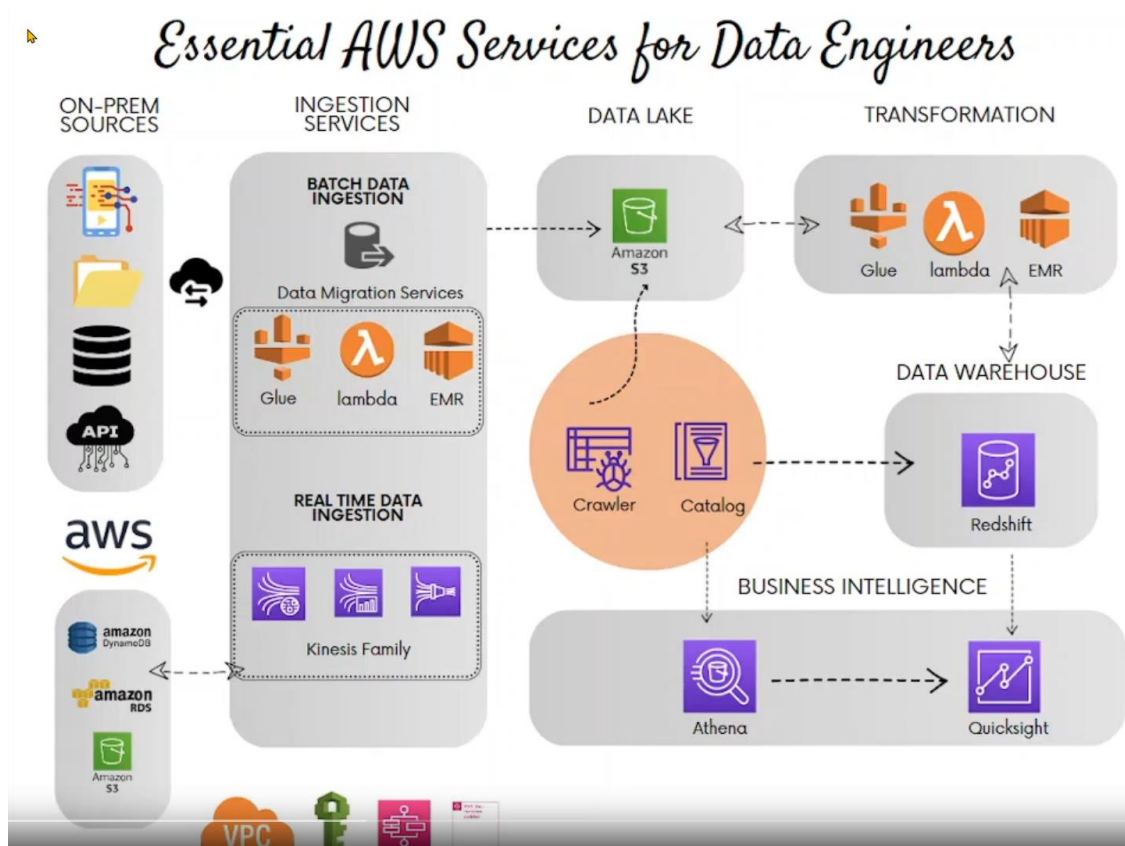 Essential AWS Services for Data Engineers
ON-PREM
SOURCES
INGESTION
SERVICES
DATA LAKE
TRANSFORMATION
BATCH DATA
INGESTION
Data Migration Services
Glue
lambda
EMR
API
REAL TIME DATA
INGESTION
Kinesis Family
aws
amazon
DynamoDB
amazon
RDS
Amazon
S3
Amazon
S3
Glue
lambda
EMR
DATA WAREHOUSE
Crawler
Catalog
Redshift
BUSINESS INTELLIGENCE
Athena
Quicksight
VPC